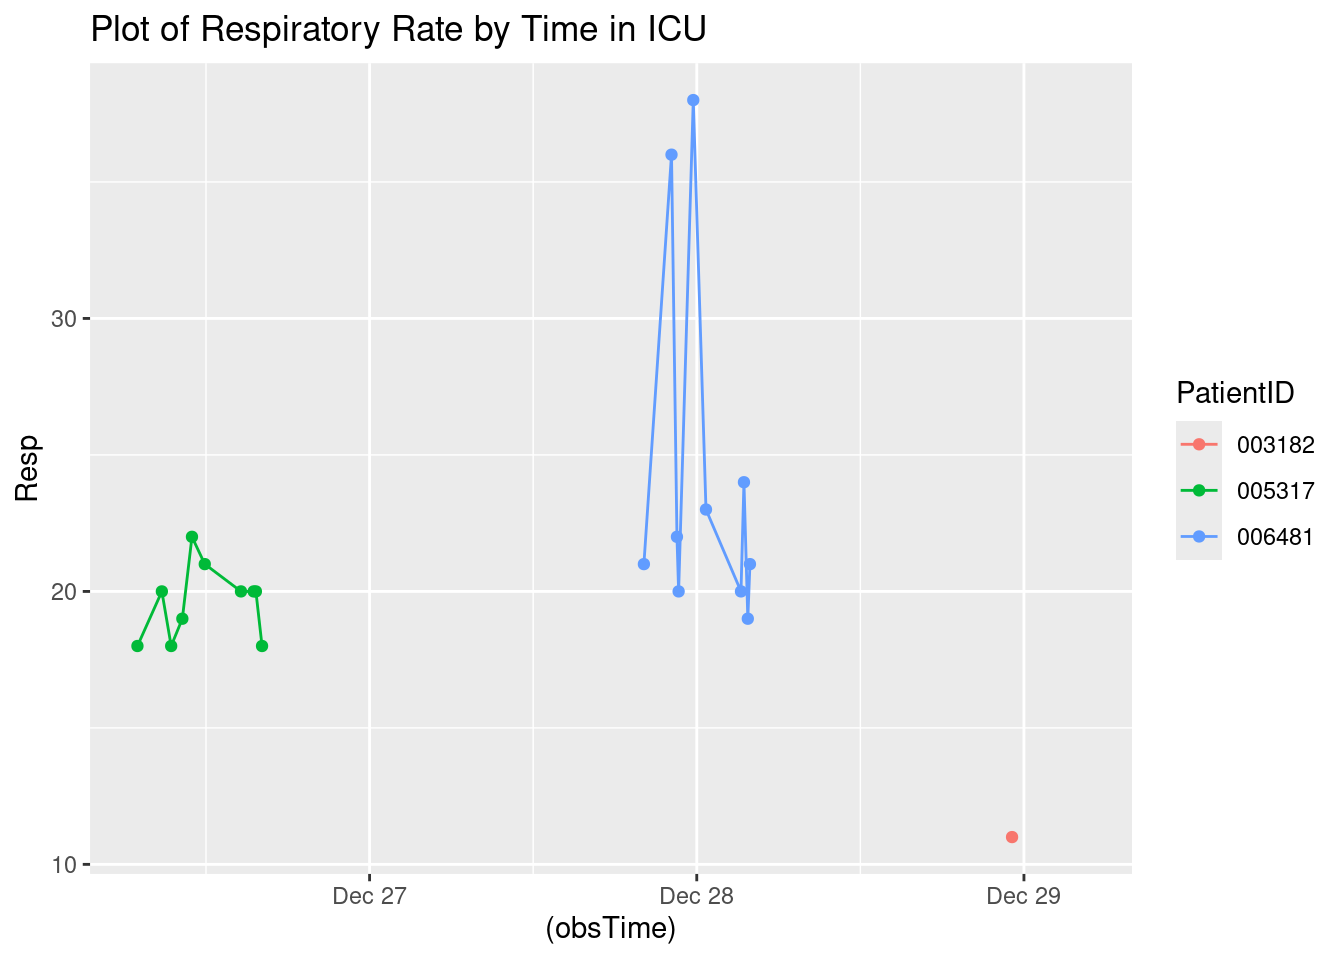 Plot of Respiratory Rate by Time in ICU
Resp
30
20
10
Dec 27
Dec 28
Dec 29
(obsTime)
PatientID
003182
005317
006481